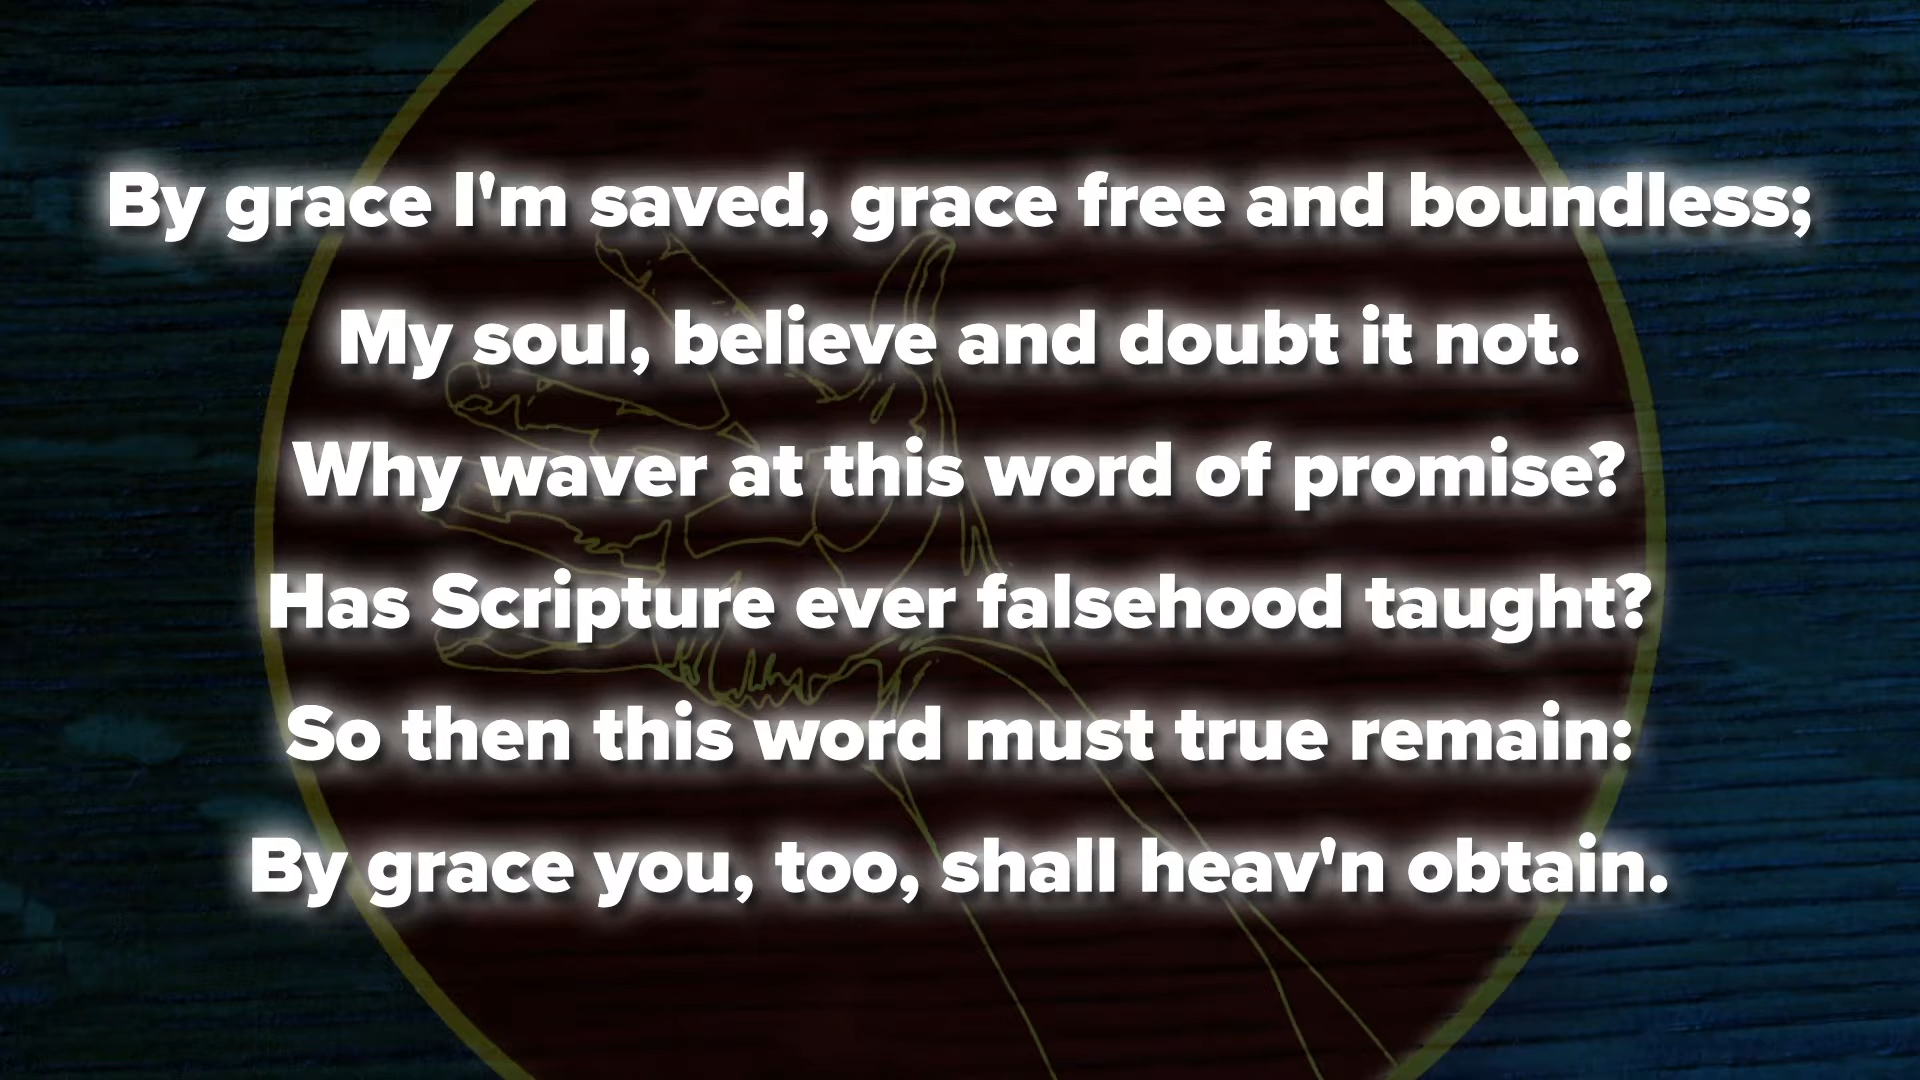 By grace I'm saved, grace free and boundless;
My soul, believe and doubt it not.
Why waver at this word of promise?
Has Scripture ever falsehood taught?
So then this word must true remain:
By grace you, too, shall heav'n obtain.